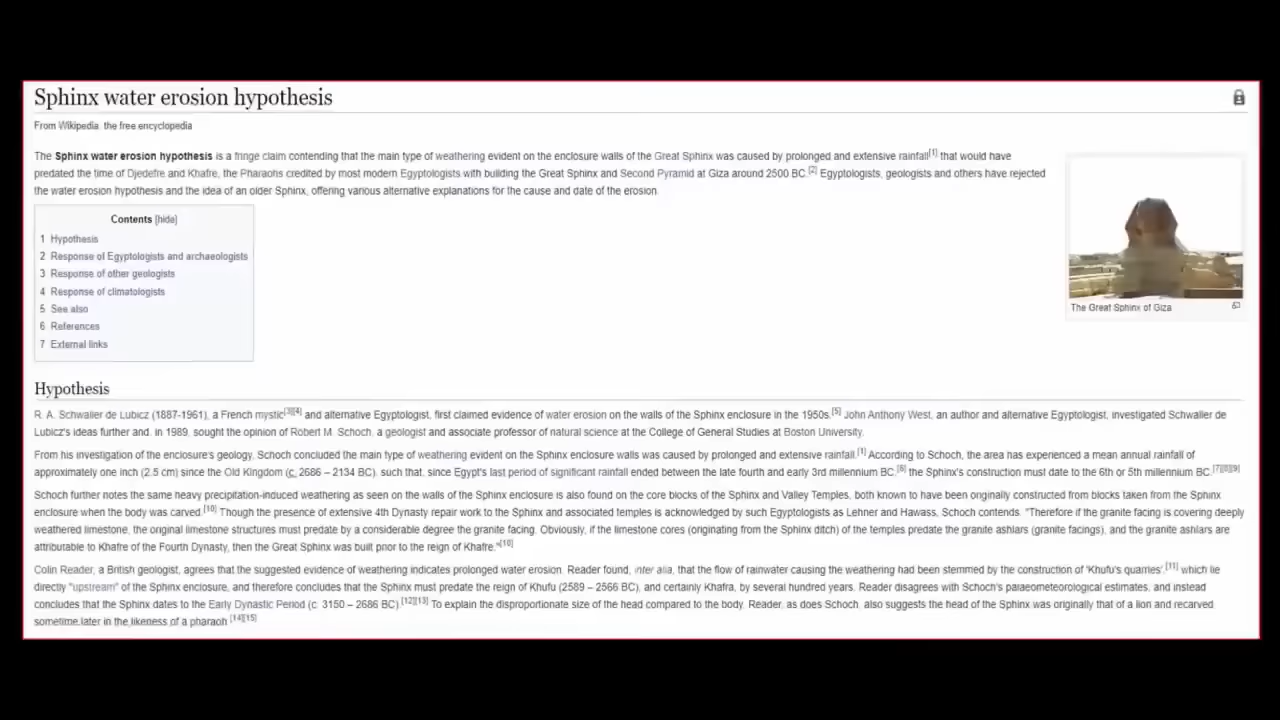 Sphinx water erosion hypothesis
From Wikipedia, the free encyclopedia
The Sphinx water erosion hypothesis is a fringe claim contending that the main type of weathering evident on the enclosure walls of the Great Sphinx was caused by prolonged and extensive rainfall[1] that would have
predated the time of Djedefre and Khafre, the Pharaohs credited by most modern Egyptologists with building the Great Sphinx and Second Pyramid at Giza around 2500 BC.[2] Egyptologists, geologists and others have rejected
the water erosion hypothesis and the idea of an older Sphinx, offering various alternative explanations for the cause and date of the erosion.
Contents [hide]
1 Hypothesis
2 Response of Egyptologists and archaeologists
3 Response of other geologists
4 Response of climatologists
5 See also
6 References
7 External links
The Great Sphinx of Giza
Hypothesis
R. A. Schwaller de Lubicz (1887-1961), a French mystic[3][4] and alternative Egyptologist, first claimed evidence of water erosion on the walls of the Sphinx enclosure in the 1950s.[5] John Anthony West, an author and alternative Egyptologist, investigated Schwaller de
Lubicz's ideas further and, in 1989, sought the opinion of Robert M. Schoch, a geologist and associate professor of natural science at the College of General Studies at Boston University.
From his investigation of the enclosure's geology, Schoch concluded the main type of weathering evident on the Sphinx enclosure walls was caused by prolonged and extensive rainfall.[1] According to Schoch, the area has experienced a mean annual rainfall of
approximately one inch (2.5 cm) since the Old Kingdom (c. 2686 – 2134 BC), such that, since Egypt's last period of significant rainfall ended between the late fourth and early 3rd millennium BC,[6] the Sphinx's construction must date to the 6th or 5th millennium BC.[7][8][9]
Schoch further notes the same heavy precipitation-induced weathering as seen on the walls of the Sphinx enclosure is also found on the core blocks of the Sphinx and Valley Temples, both known to have been originally constructed from blocks taken from the Sphinx
enclosure when the body was carved.[10] Though the presence of extensive 4th Dynasty repair work to the Sphinx and associated temples is acknowledged by such Egyptologists as Lehner and Hawass, Schoch contends: "Therefore if the granite facing is covering deeply
weathered limestone, the original limestone structures must predate by a considerable degree the granite facing. Obviously, if the limestone cores (originating from the Sphinx ditch) of the temples predate the granite ashlars (granite facings), and the granite ashlars are
attributable to Khafre of the Fourth Dynasty, then the Great Sphinx was built prior to the reign of Khafre."[10]
Colin Reader, a British geologist, agrees that the suggested evidence of weathering indicates prolonged water erosion. Reader found, inter alia, that the flow of rainwater causing the weathering had been stemmed by the construction of 'Khufu's quarries',[11] which lie
directly "upstream" of the Sphinx enclosure, and therefore concludes that the Sphinx must predate the reign of Khufu (2589 – 2566 BC), and certainly Khafra, by several hundred years. Reader disagrees with Schoch's palaeometeorological estimates, and instead
concludes that the Sphinx dates to the Early Dynastic Period (c. 3150 – 2686 BC).[12][13] To explain the disproportionate size of the head compared to the body, Reader, as does Schoch, also suggests the head of the Sphinx was originally that of a lion and recarved
sometime later in the likeness of a pharaoh.[14][15]